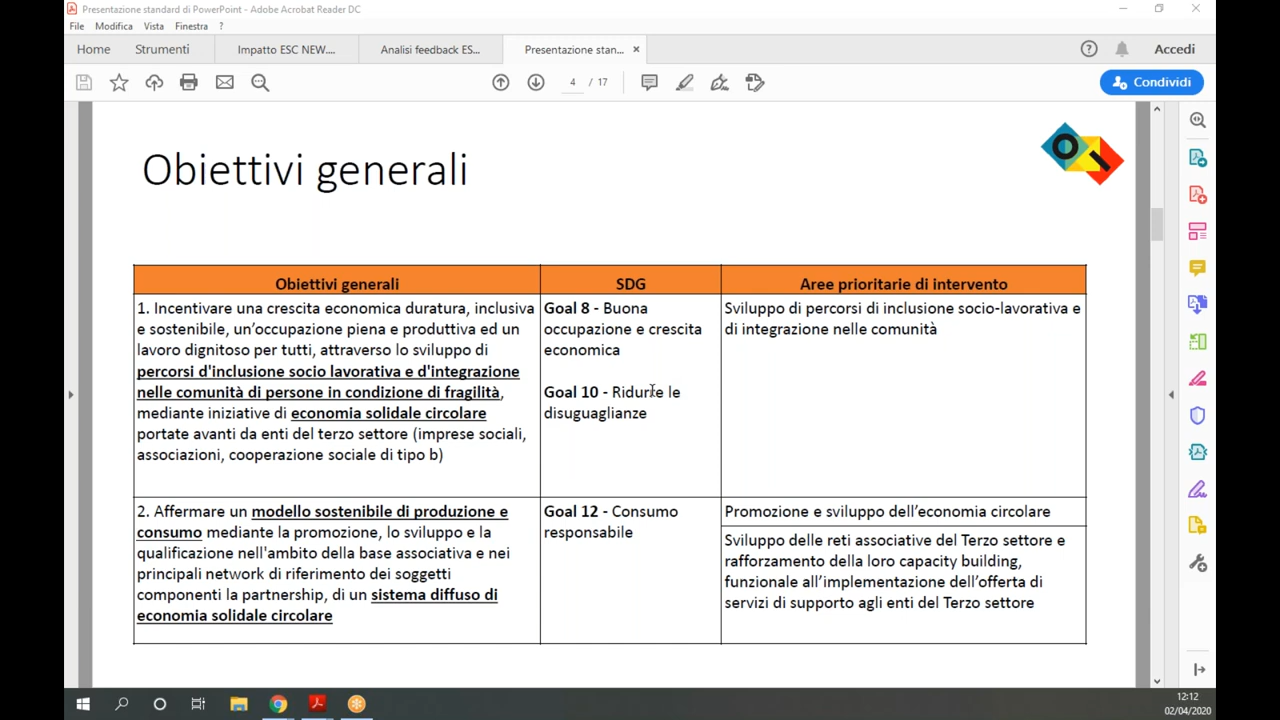 Presentazione standard di PowerPoint - Adobe Acrobat Reader DC
File Modifica Vista Finestra ?
Home Strumenti Impatto ESC NEW.... Analisi feedback ES... Presentazione stan... × Accedi
4 / 17 Condividi
Obiettivi generali
Obiettivi generali SDG Aree prioritarie di intervento
1. Incentivare una crescita economica duratura, inclusiva
e sostenibile, un'occupazione piena e produttiva ed un
lavoro dignitoso per tutti, attraverso lo sviluppo di
percorsi d'inclusione socio lavorativa e d'integrazione
nelle comunità di persone in condizione di fragilità,
mediante iniziative di economia solidale circolare
portate avanti da enti del terzo settore (imprese sociali,
associazioni, cooperazione sociale di tipo b)
Goal 8 - Buona
occupazione e crescita
economica
Goal 10 - Ridurre le
disuguaglianze
Sviluppo di percorsi di inclusione socio-lavorativa e
di integrazione nelle comunità
2. Affermare un modello sostenibile di produzione e
consumo mediante la promozione, lo sviluppo e la
qualificazione nell'ambito della base associativa e nei
principali network di riferimento dei soggetti
componenti la partnership, di un sistema diffuso di
economia solidale circolare
Goal 12 - Consumo
responsabile
Promozione e sviluppo dell'economia circolare
Sviluppo delle reti associative del Terzo settore e
rafforzamento della loro capacity building,
funzionale all'implementazione dell'offerta di
servizi di supporto agli enti del Terzo settore
12:12
02/04/2020